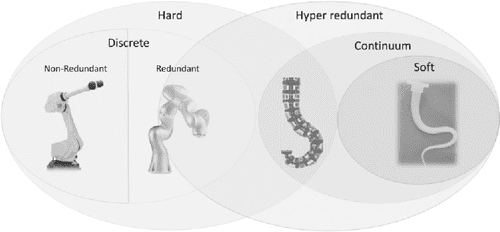 Hard
Hyper redundant
Discrete
Continuum
Non-Redundant
Redundant
Soft